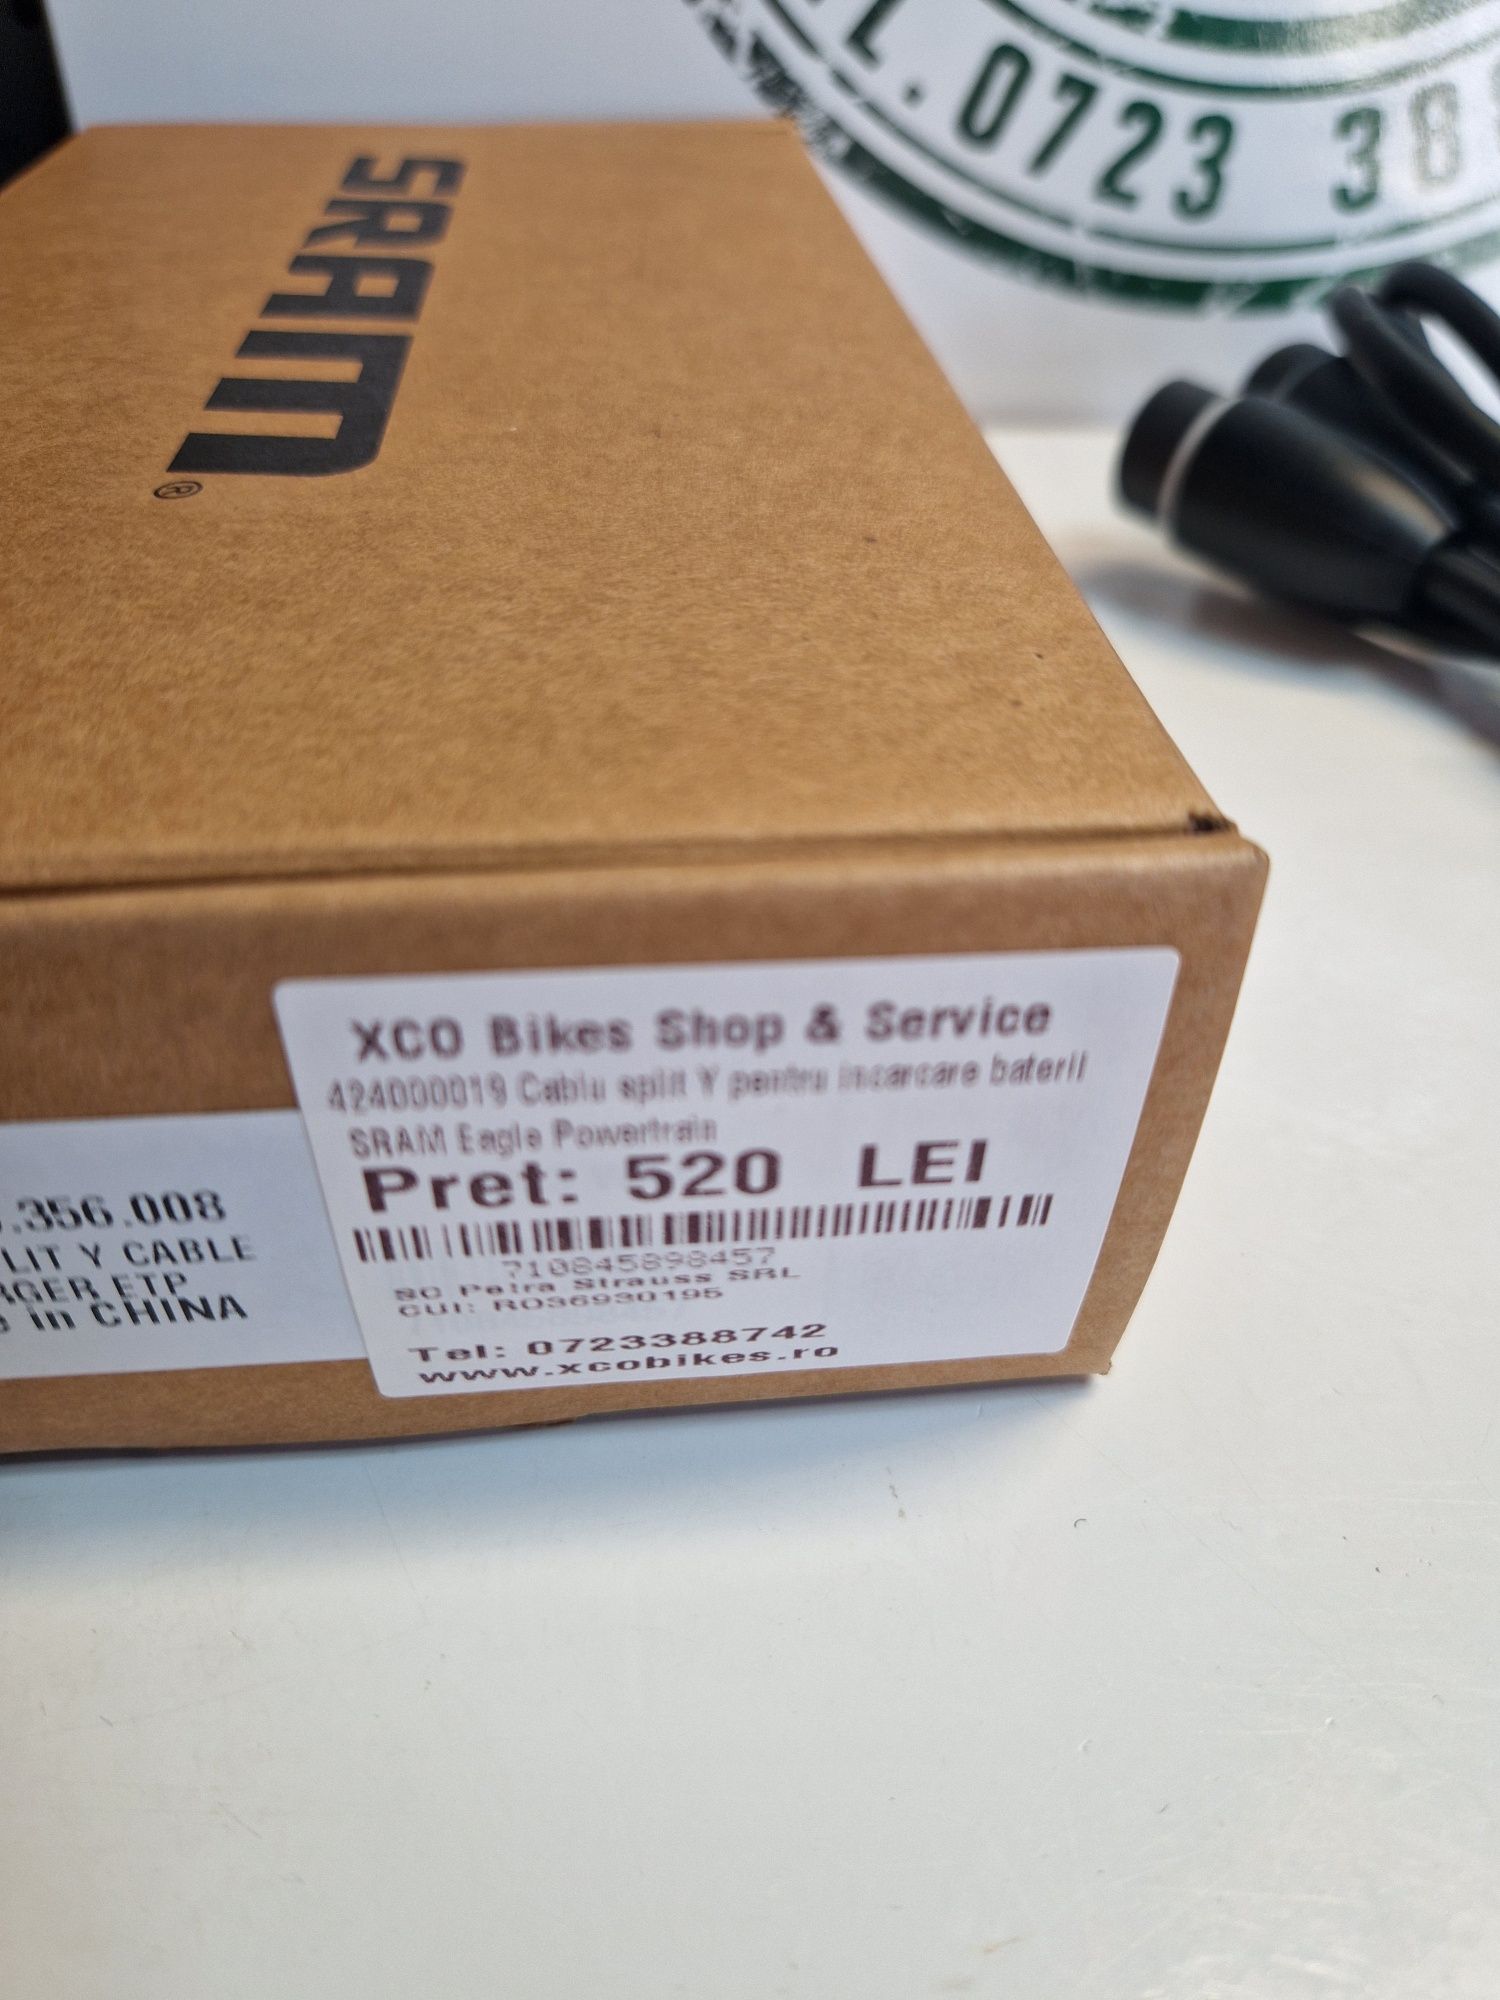 L.0723 38
SRAM®
XCO Bikes Shop & Service
424000019 Cablu split Y pentru incarcare baterii
SRAM Eagle Powertrain
Pret: 520 LEI
710845898457
SC Petra Strauss SRL
CUI: RO36930195
Tel: 0723388742
www.xcobikes.ro
.356.008
LIT Y CABLE
RGER ETP
e in CHINA